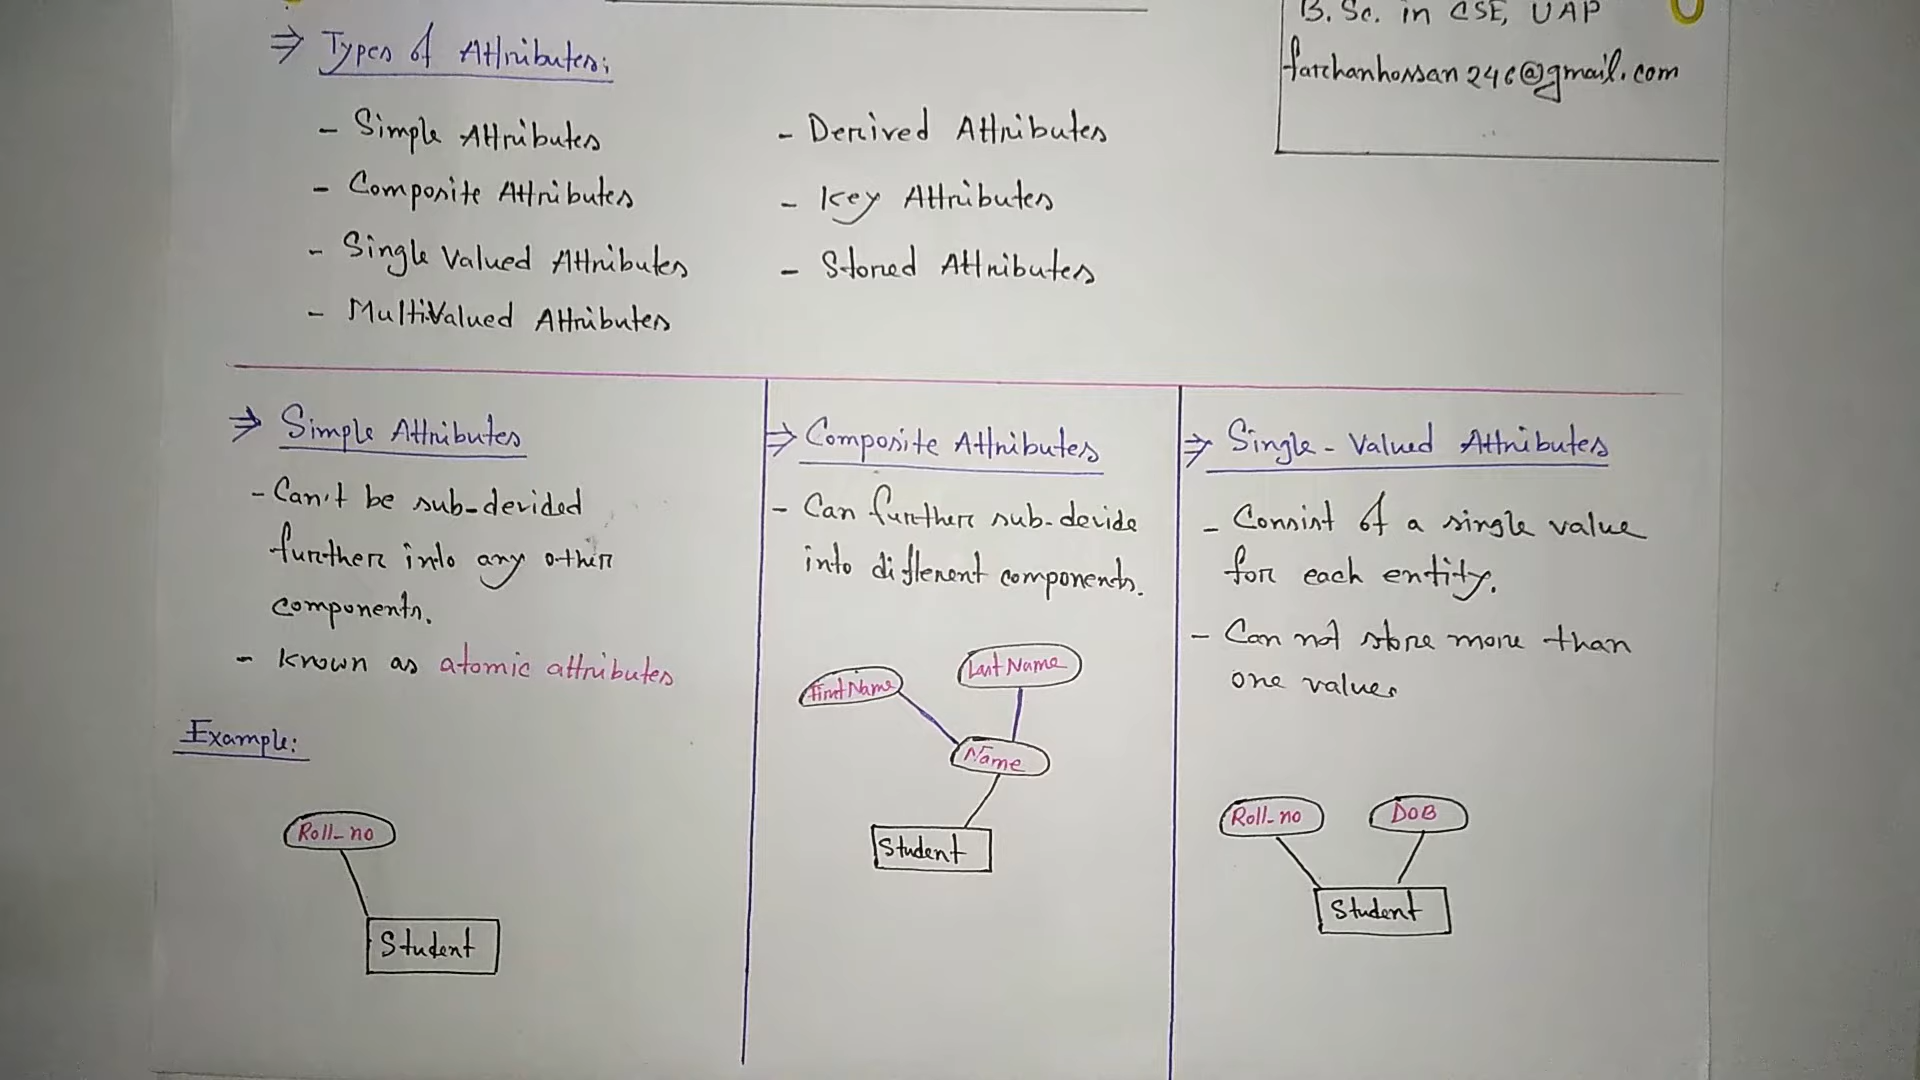 B. Sc. in CSE, UAP
farhanhossan246@gmail.com
⇒ Types of Attributes:
- Simple Attributes
- Composite Attributes
- Single Valued Attributes
- MultiValued Attributes
- Derived Attributes
- Key Attributes
- Stored Attributes
⇒ Simple Attributes
- Can't be sub-devided
further into any other
components.
- Known as atomic attributes
Example:
Roll_no
Student
⇒ Composite Attributes
- Can further sub-devide
into different components.
First Name
Last Name
Name
Student
⇒ Single-Valued Attributes
- Consist of a single value
for each entity.
- Can not store more than
one values
Roll_no
DOB
Student